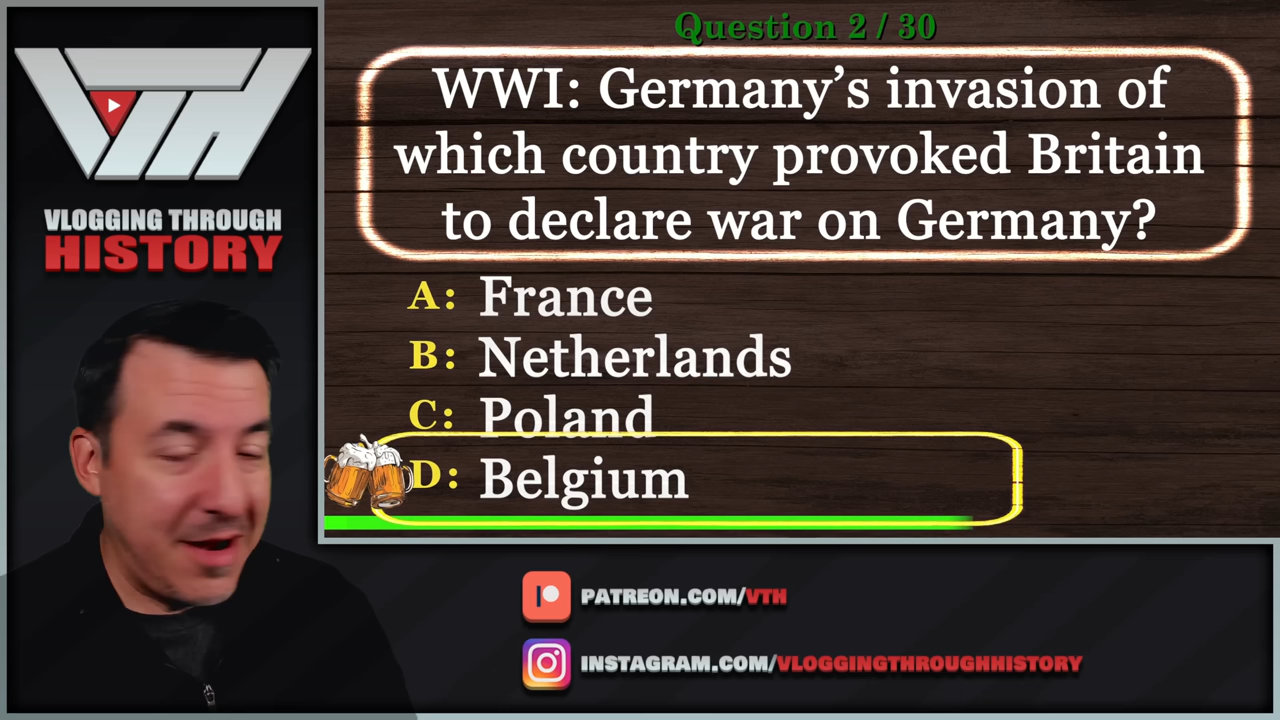 VTH
VLOGGING THROUGH
HISTORY
Question 2 / 30
WWI: Germany’s invasion of
which country provoked Britain
to declare war on Germany?
A: France
B: Netherlands
C: Poland
D: Belgium
PATREON.COM/VTH
INSTAGRAM.COM/VLOGGINGTHROUGHHISTORY